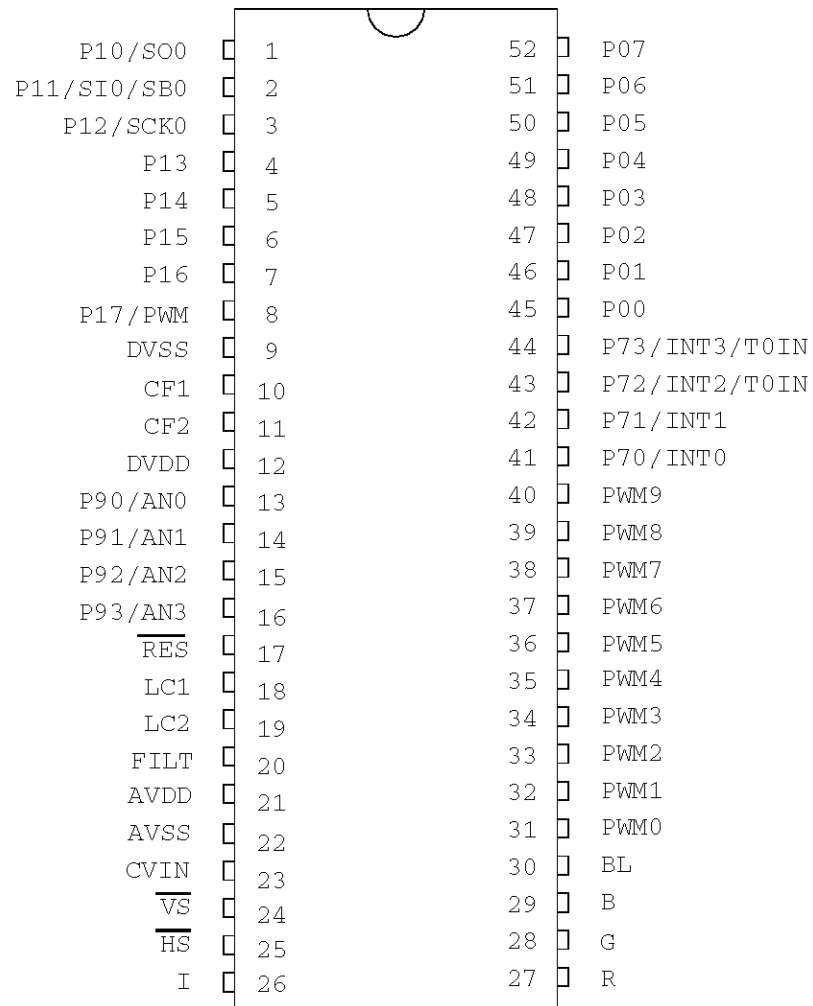 P10/SO0 1 52 P07
P11/SI0/SB0 2 51 P06
P12/SCK0 3 50 P05
P13 4 49 P04
P14 5 48 P03
P15 6 47 P02
P16 7 46 P01
P17/PWM 8 45 P00
DVSS 9 44 P73/INT3/T0IN
CF1 10 43 P72/INT2/T0IN
CF2 11 42 P71/INT1
DVDD 12 41 P70/INT0
P90/AN0 13 40 PWM9
P91/AN1 14 39 PWM8
P92/AN2 15 38 PWM7
P93/AN3 16 37 PWM6
RES 17 36 PWM5
LC1 18 35 PWM4
LC2 19 34 PWM3
FILT 20 33 PWM2
AVDD 21 32 PWM1
AVSS 22 31 PWM0
CVIN 23 30 BL
VS 24 29 B
HS 25 28 G
I 26 27 R